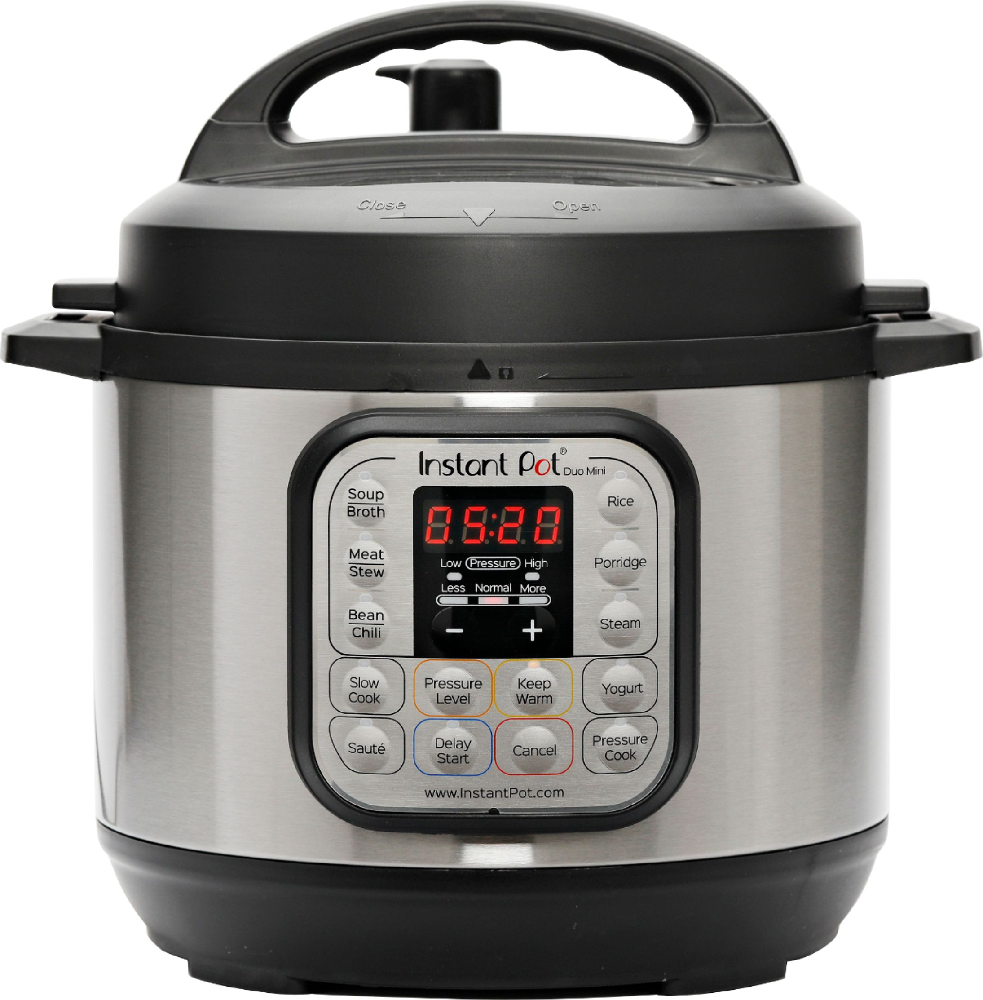 Close Open
Instant Pot® Duo Mini
Soup
Broth
Meat
Stew
Bean
Chili
05:20
Low Pressure High
Less Normal More
- +
Rice
Porridge
Steam
Slow
Cook
Pressure
Level
Keep
Warm
Yogurt
Sauté
Delay
Start
Cancel
Pressure
Cook
www.InstantPot.com